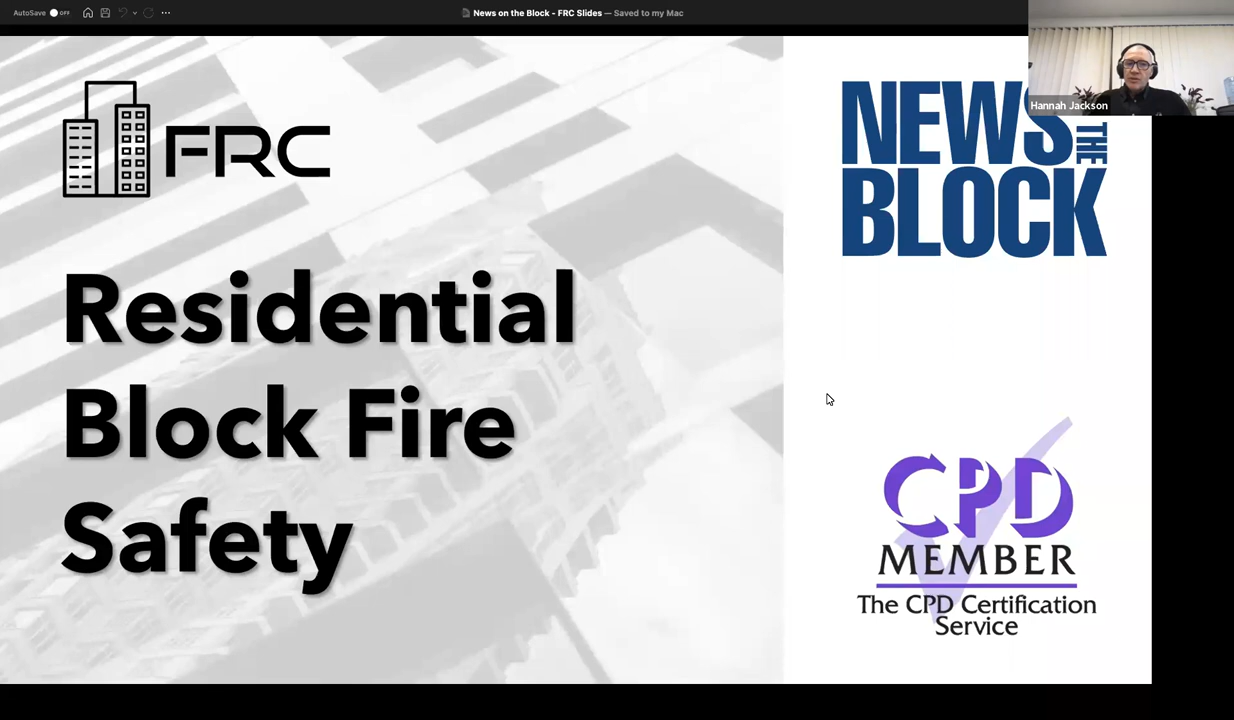 AutoSave OFF
News on the Block - FRC Slides — Saved to my Mac
Hannah Jackson
FRC
NEWS
THE
BLOCK
Residential
Block Fire
Safety
CPD
MEMBER
The CPD Certification
Service